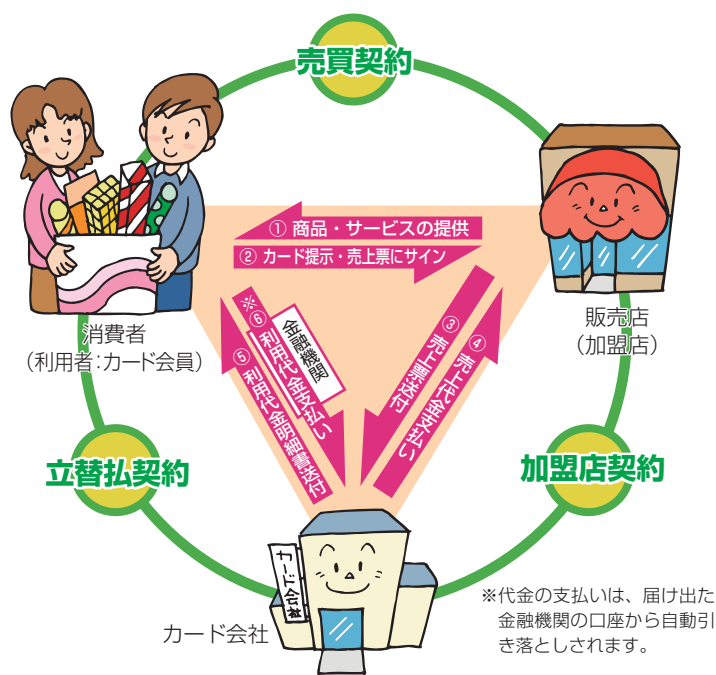 売買契約
① 商品・サービスの提供
② カード提示・売上票にサイン
消費者
（利用者：カード会員）
販売店
（加盟店）
③ 売上票送付
④ 売上代金支払い
金融機関
※⑥ 利用代金支払い
⑤ 利用代金明細書送付
立替払契約
加盟店契約
カード会社
カード会社
※代金の支払いは、届け出た
金融機関の口座から自動引
き落としされます。